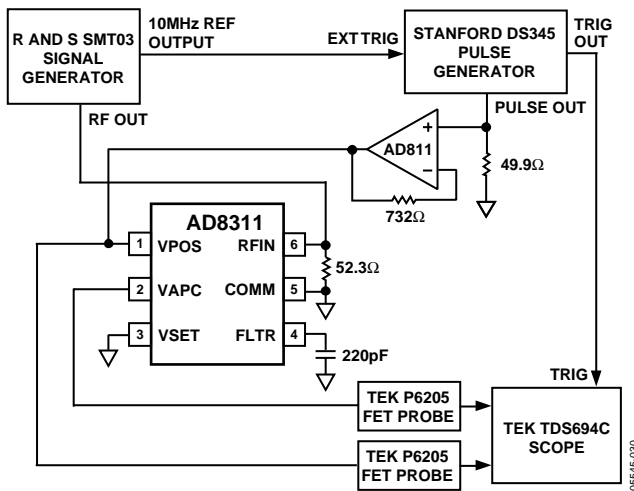 R AND S SMT03
SIGNAL
GENERATOR
10MHz REF
OUTPUT
EXT TRIG
STANFORD DS345
PULSE
GENERATOR
TRIG
OUT
RF OUT
PULSE OUT
+
AD811
–
49.9Ω
732Ω
AD8311
1 VPOS RFIN 6
52.3Ω
2 VAPC COMM 5
3 VSET FLTR 4
220pF
TRIG
TEK P6205
FET PROBE
TEK TDS694C
SCOPE
TEK P6205
FET PROBE
05545-030